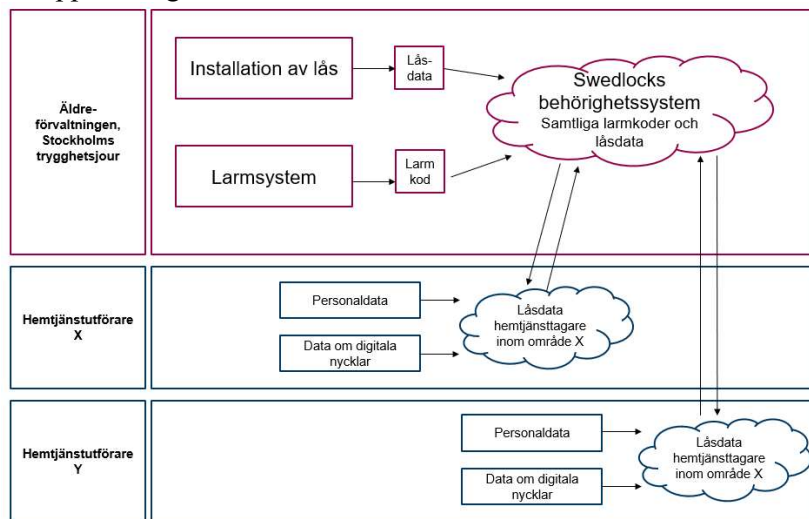 Äldre-
förvaltningen,
Stockholms
trygghetsjour
Installation av lås
Lås-
data
Swedlocks
behörighetssystem
Samtliga larmkoder och
låsdata
Larmsystem
Larm
kod
Hemtjänstutförare
X
Personaldata
Data om digitala
nycklar
Låsdata
hemtjänsttagare
inom område X
Hemtjänstutförare
Y
Personaldata
Data om digitala
nycklar
Låsdata
hemtjänsttagare
inom område X